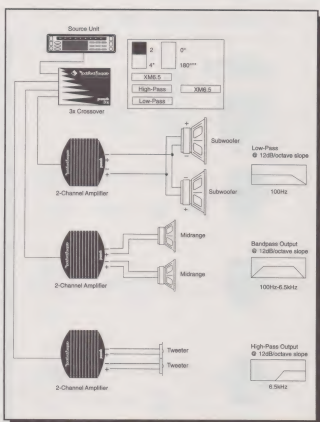 Source Unit
Rockford Fosgate
3x Crossover
2
0°
4°
180°
XM6.5
High-Pass
XM6.5
Low-Pass
Subwoofer
Subwoofer
2-Channel Amplifier
Low-Pass
@ 12dB/octave slope
100Hz
Midrange
Midrange
2-Channel Amplifier
Bandpass Output
@ 12dB/octave slope
100Hz-6.5kHz
Tweeter
Tweeter
2-Channel Amplifier
High-Pass Output
@ 12dB/octave slope
6.5kHz